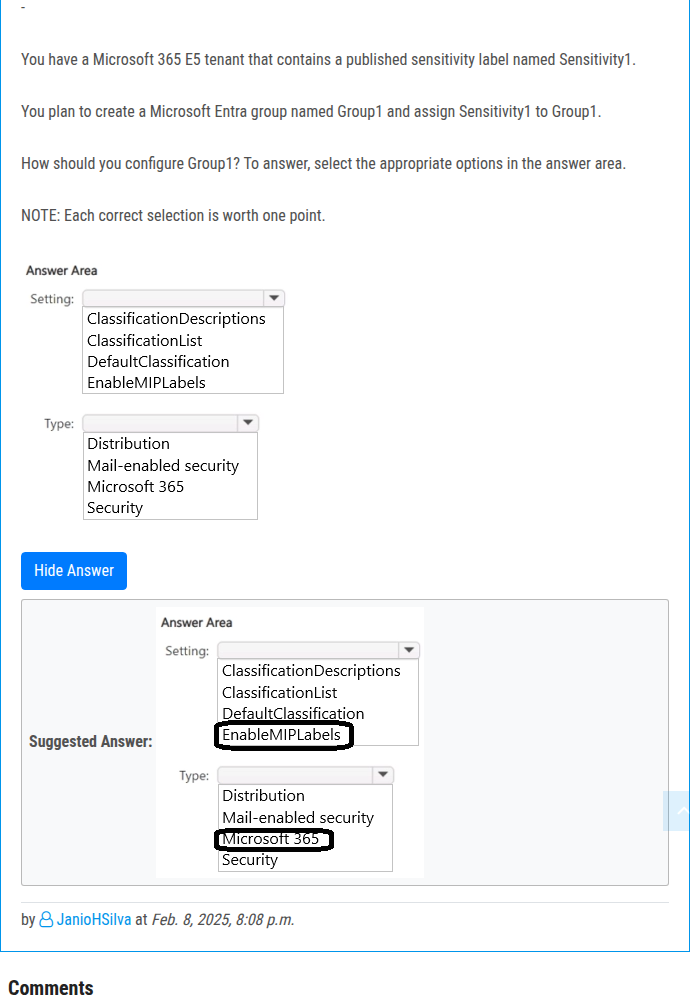 -
You have a Microsoft 365 E5 tenant that contains a published sensitivity label named Sensitivity1.
You plan to create a Microsoft Entra group named Group1 and assign Sensitivity1 to Group1.
How should you configure Group1? To answer, select the appropriate options in the answer area.
NOTE: Each correct selection is worth one point.
Answer Area
Setting:
ClassificationDescriptions
ClassificationList
DefaultClassification
EnableMIPLabels
Type:
Distribution
Mail-enabled security
Microsoft 365
Security
Hide Answer
Suggested Answer:
Answer Area
Setting:
ClassificationDescriptions
ClassificationList
DefaultClassification
EnableMIPLabels
Type:
Distribution
Mail-enabled security
Microsoft 365
Security
by JanioHSilva at Feb. 8, 2025, 8:08 p.m.
Comments